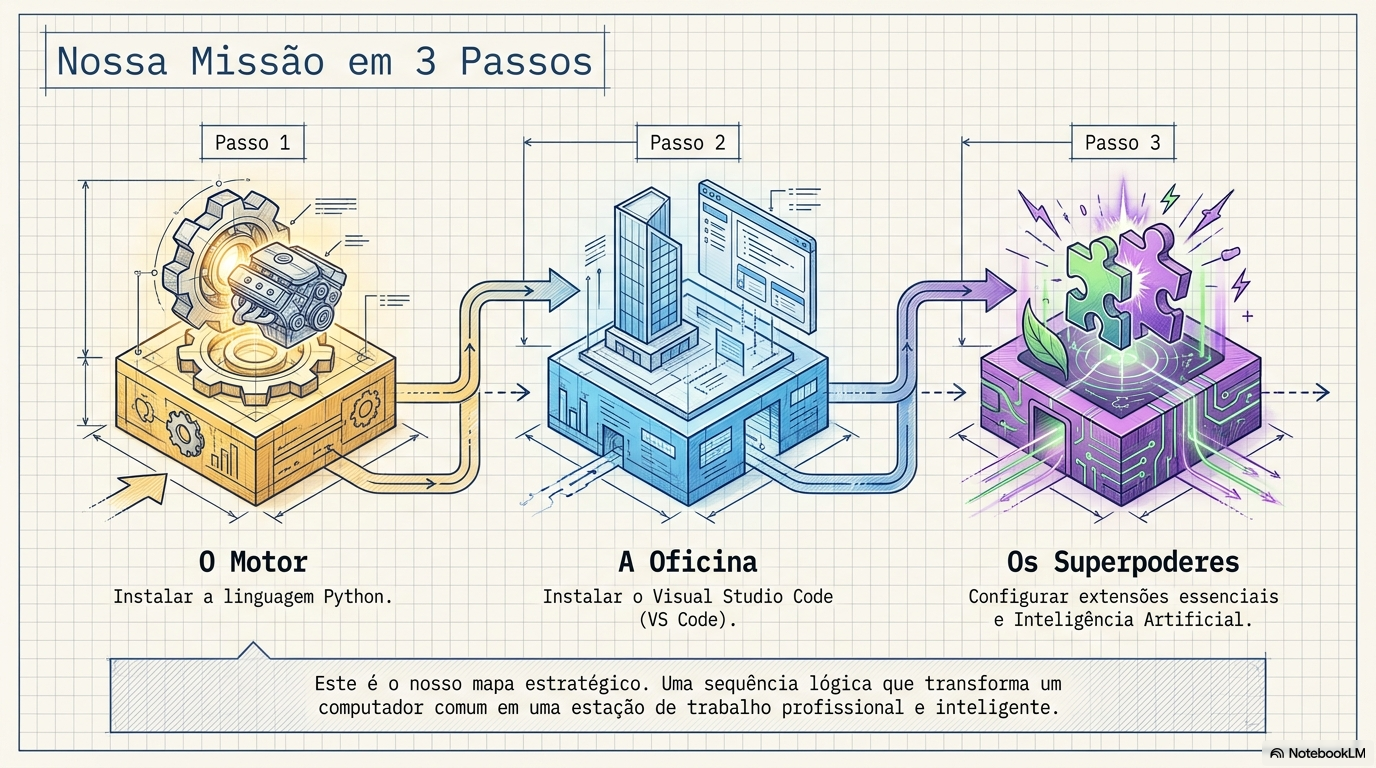 Nossa Missão em 3 Passos
Passo 1
Passo 2
Passo 3
O Motor
Instalar a linguagem Python.
A Oficina
Instalar o Visual Studio Code
(VS Code).
Os Superpoderes
Configurar extensões essenciais
e Inteligência Artificial.
Este é o nosso mapa estratégico. Uma sequência lógica que transforma um
computador comum em uma estação de trabalho profissional e inteligente.
NotebookLM